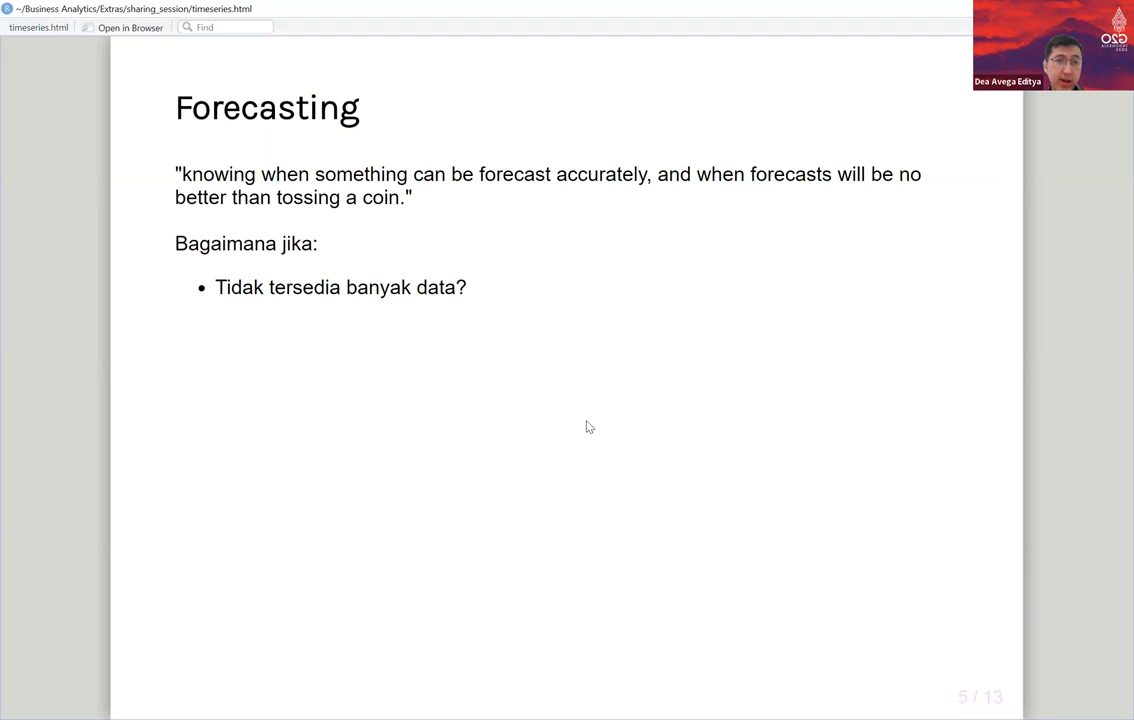 ~/Business Analytics/Extras/sharing_session/timeseries.html
timeseries.html
Open in Browser
Find
Dea Avega Editya
Forecasting
"knowing when something can be forecast accurately, and when forecasts will be no
better than tossing a coin."
Bagaimana jika:
• Tidak tersedia banyak data?
5 / 13